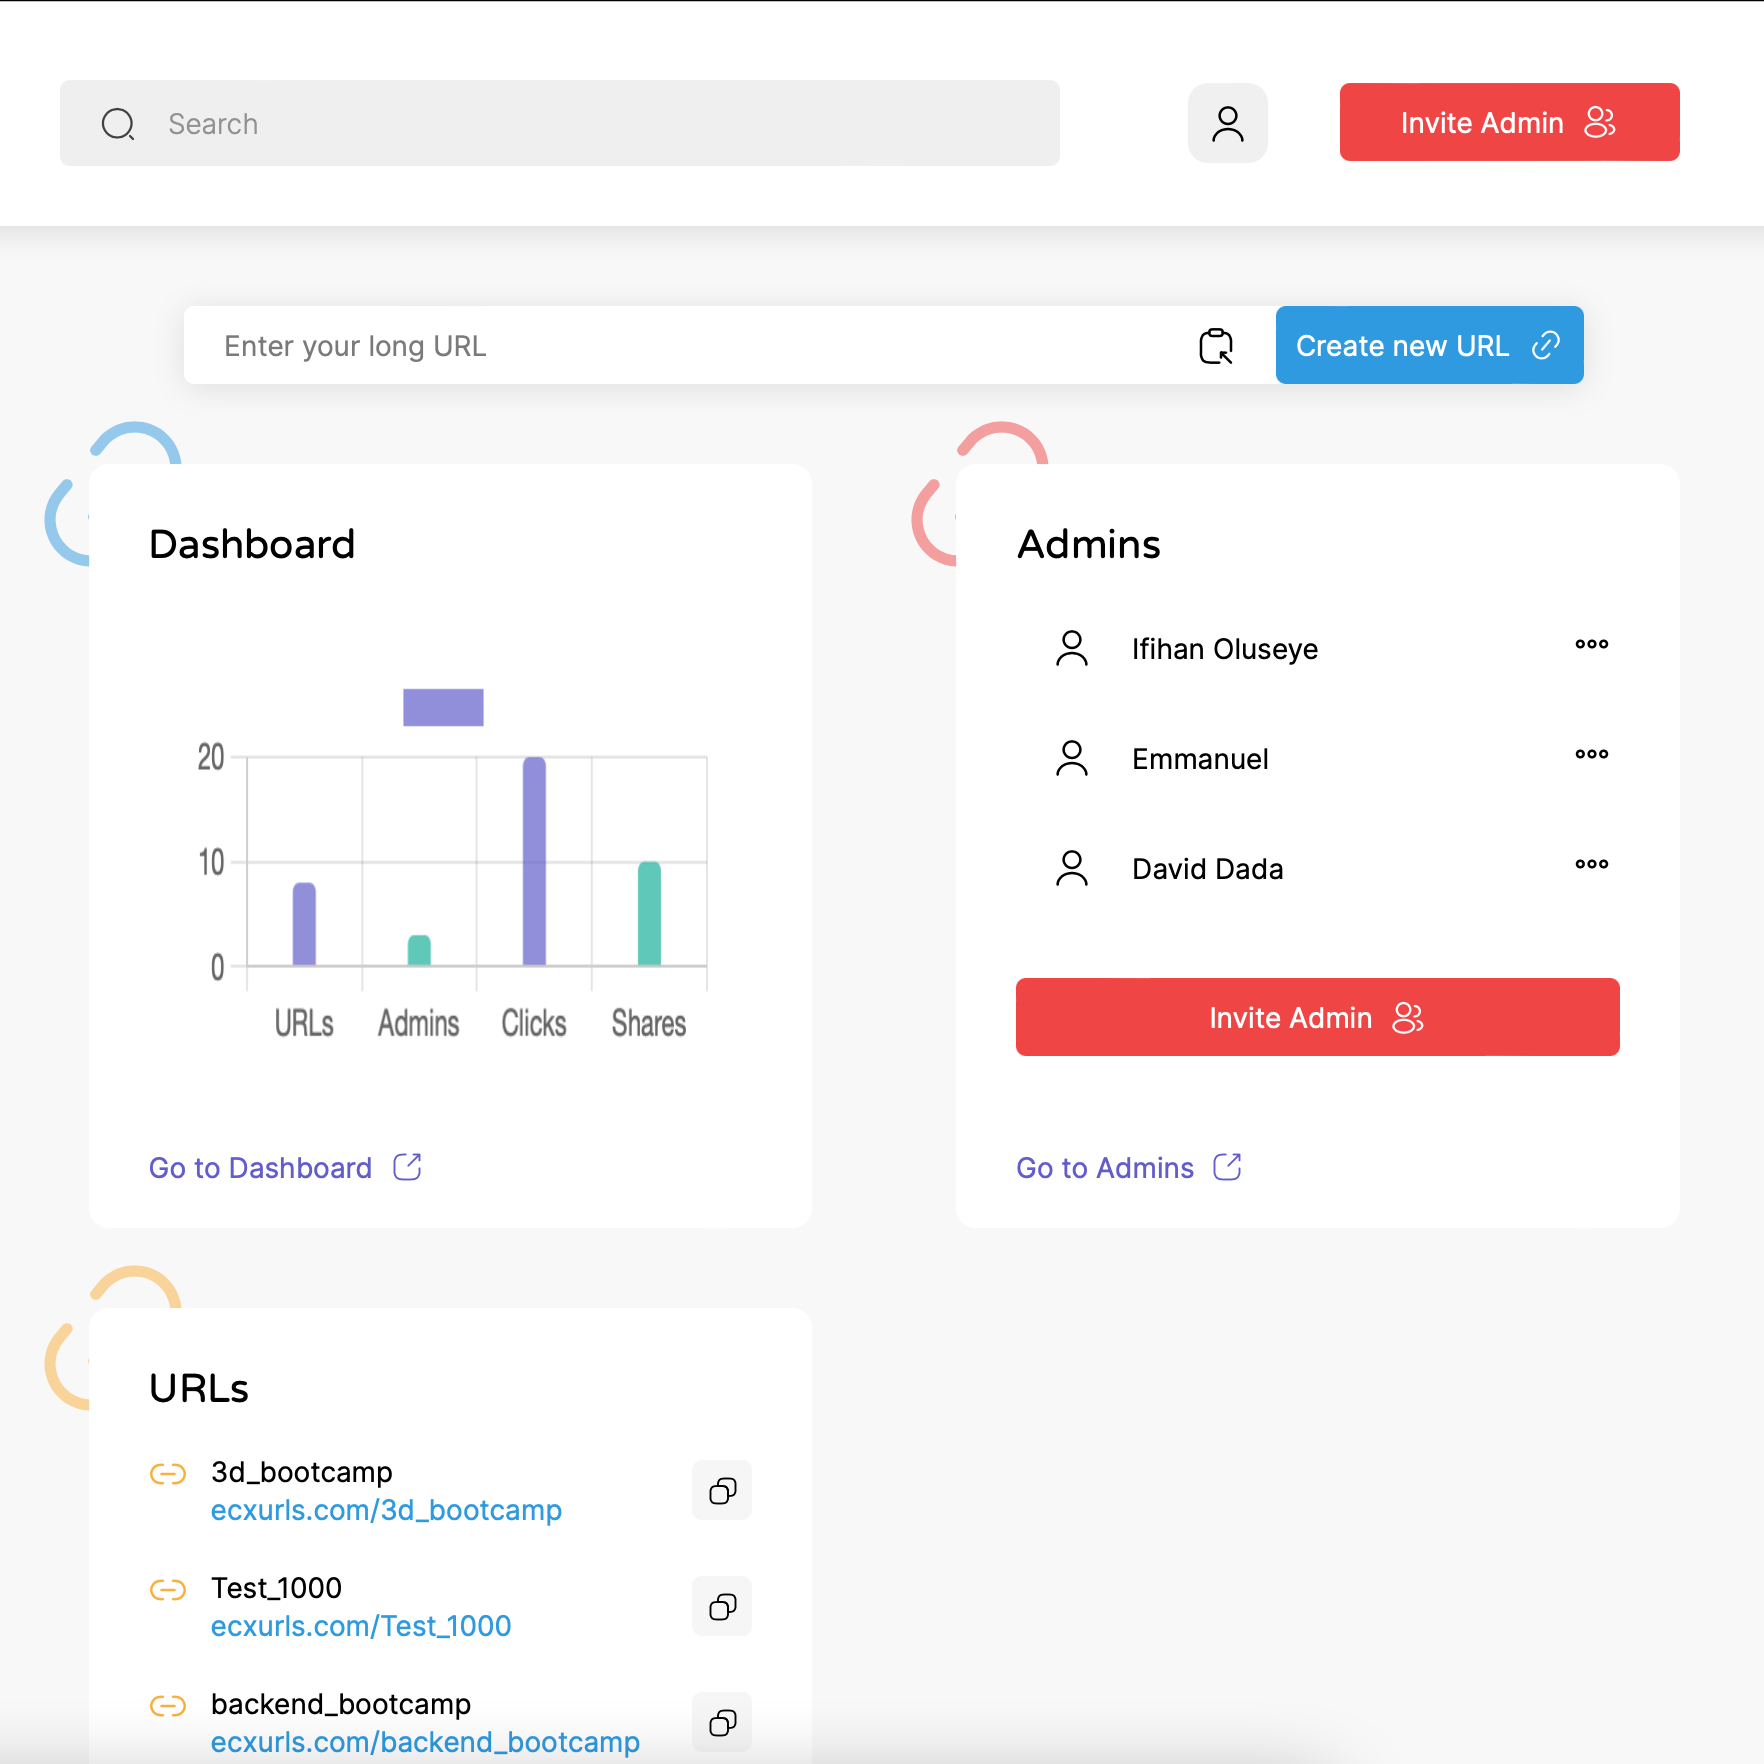 Search
Invite Admin
Enter your long URL
Create new URL
Dashboard
20
10
0
URLs Admins Clicks Shares
Go to Dashboard
Admins
Ifihan Oluseye
Emmanuel
David Dada
Invite Admin
Go to Admins
URLs
3d_bootcamp
ecxurls.com/3d_bootcamp
Test_1000
ecxurls.com/Test_1000
backend_bootcamp
ecxurls.com/backend_bootcamp